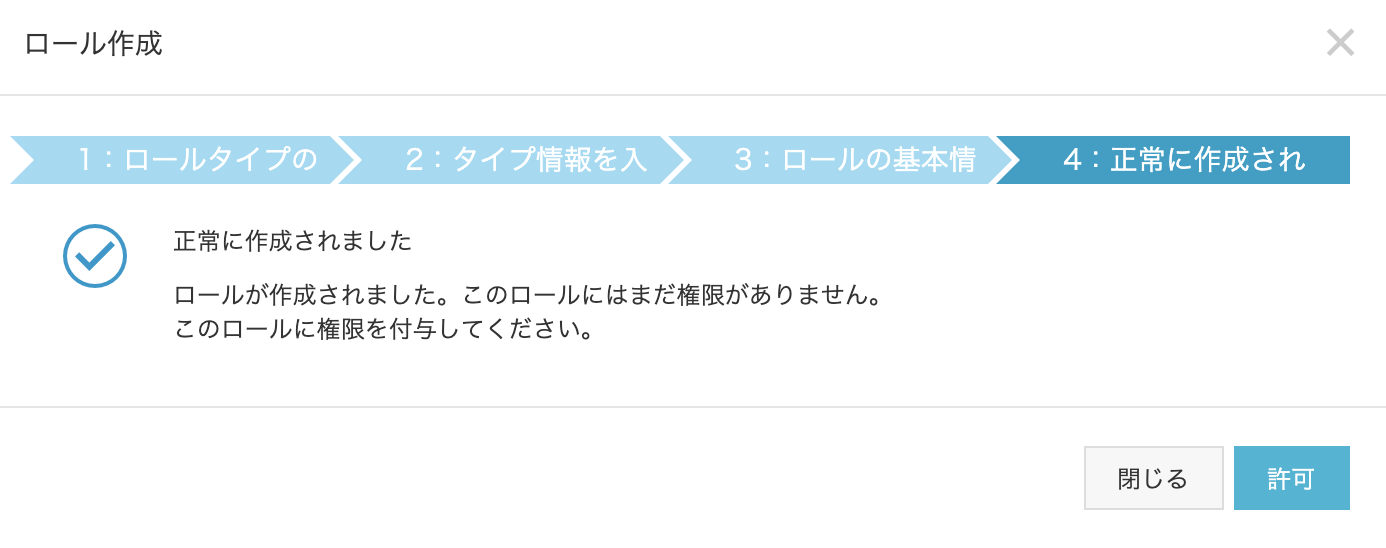 ロール作成
1：ロールタイプの
2：タイプ情報を入
3：ロールの基本情
4：正常に作成され
正常に作成されました
ロールが作成されました。このロールにはまだ権限がありません。
このロールに権限を付与してください。
閉じる
許可